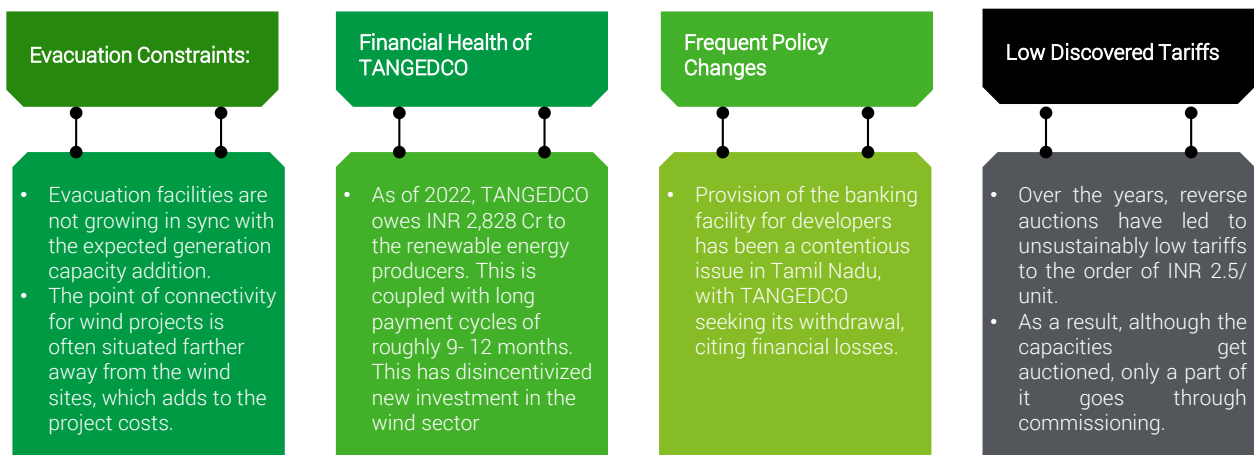 Evacuation Constraints:
• Evacuation facilities are
not growing in sync with
the expected generation
capacity addition.
• The point of connectivity
for wind projects is
often situated farther
away from the wind
sites, which adds to the
project costs.
Financial Health of
TANGEDCO
• As of 2022, TANGEDCO
owes INR 2,828 Cr to
the renewable energy
producers. This is
coupled with long
payment cycles of
roughly 9- 12 months.
This has disincentivized
new investment in the
wind sector
Frequent Policy
Changes
• Provision of the banking
facility for developers
has been a contentious
issue in Tamil Nadu,
with TANGEDCO
seeking its withdrawal,
citing financial losses.
Low Discovered Tariffs
• Over the years, reverse
auctions have led to
unsustainably low tariffs
to the order of INR 2.5/
unit.
• As a result, although the
capacities get
auctioned, only a part of
it goes through
commissioning.